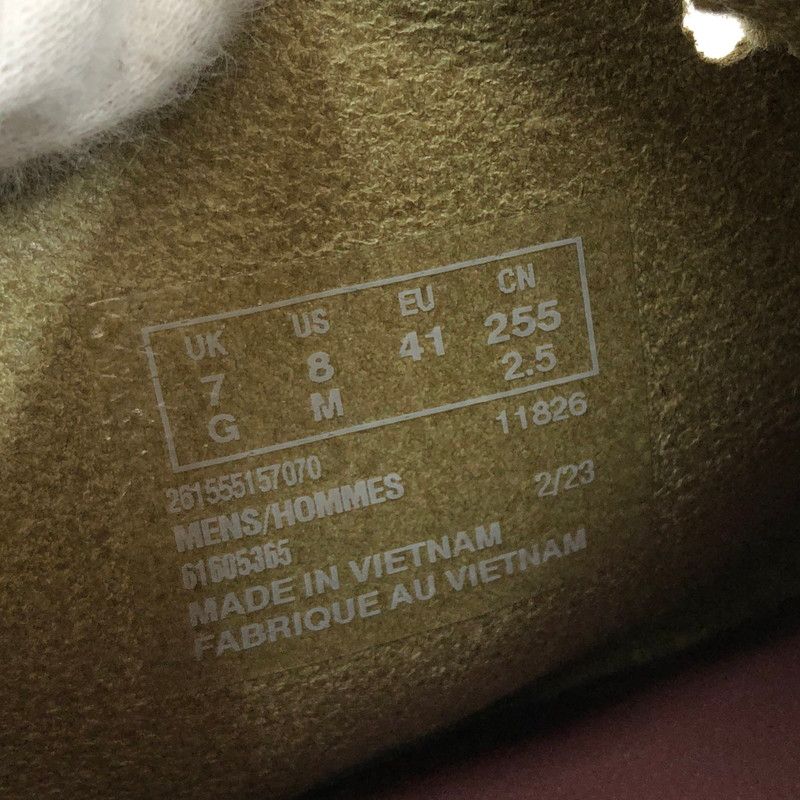 UK US EU CN
7 8 41 255
G M 2.5
11826
261555157070
MENS/HOMMES 2/23
61605365
MADE IN VIETNAM
FABRIQUE AU VIETNAM